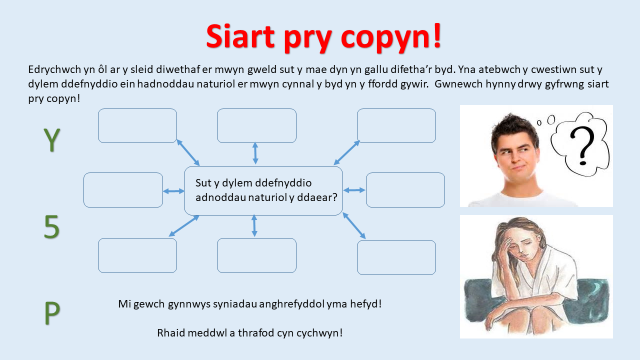 Siart pry copyn!
Edrychwch yn ôl ar y sleid diwethaf er mwyn gweld sut y mae dyn yn gallu difetha'r byd. Yna atebwch y cwestiwn sut y
dylem ddefnyddio ein hadnoddau naturiol er mwyn cynnal y byd yn y ffordd gywir. Gwnewch hynny drwy gyfrwng siart
pry copyn!
Y
5
P
Sut y dylem ddefnyddio
adnoddau naturiol y ddaear?
?
Mi gewch gynnwys syniadau anghrefyddol yma hefyd!
Rhaid meddwl a thrafod cyn cychwyn!